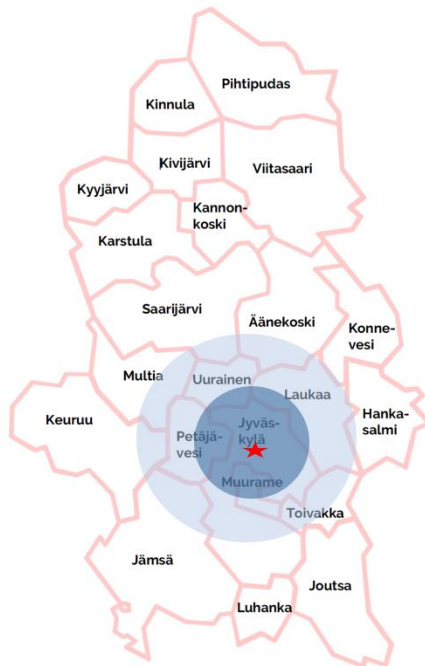 Pihtipudas
Kinnula
Kivijärvi
Viitasaari
Kyyjärvi
Kannon-
koski
Karstula
Saarijärvi
Äänekoski
Konne-
vesi
Multia
Uurainen
Laukaa
Keuruu
Hanka-
salmi
Petäjä-
vesi
Jyväs-
kylä
Muurame
Toivakka
Jämsä
Joutsa
Luhanka